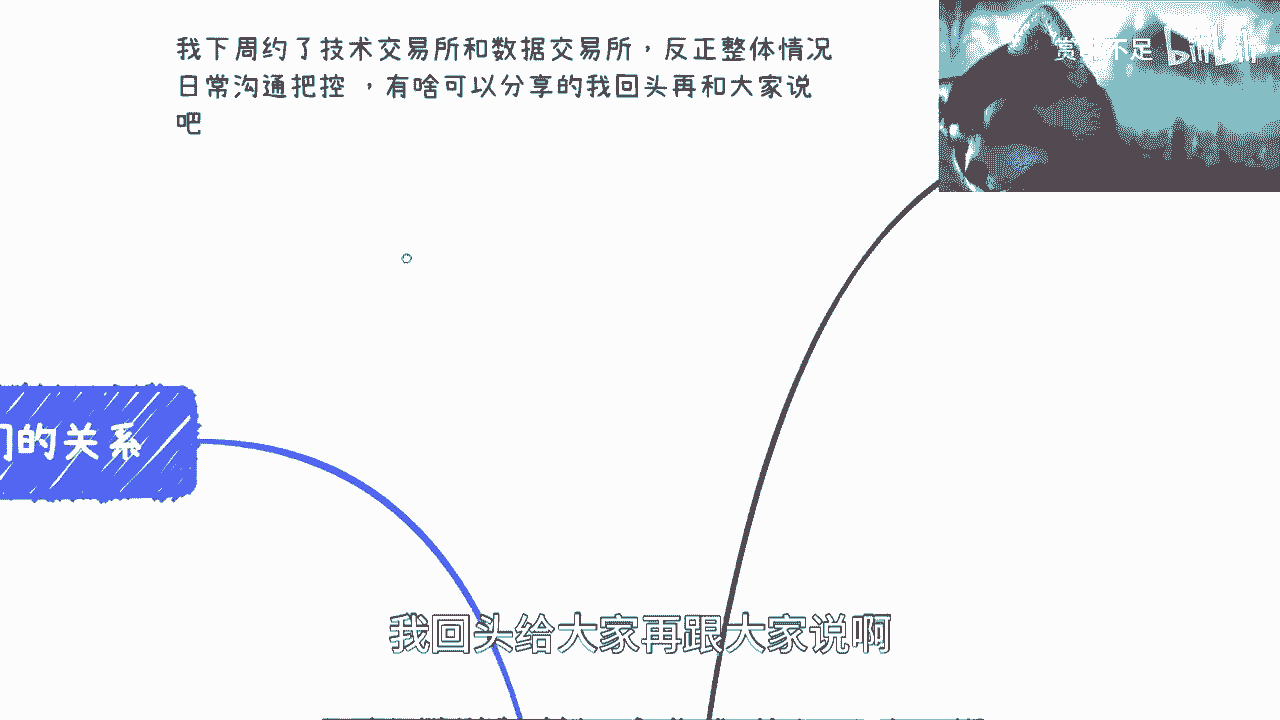 我下周约了技术交易所和数据交易所，反正整体情况
日常沟通把控 ，有啥可以分享的我回头再和大家说
吧
不足 bilibili
们的关系
我回头给大家再跟大家说啊